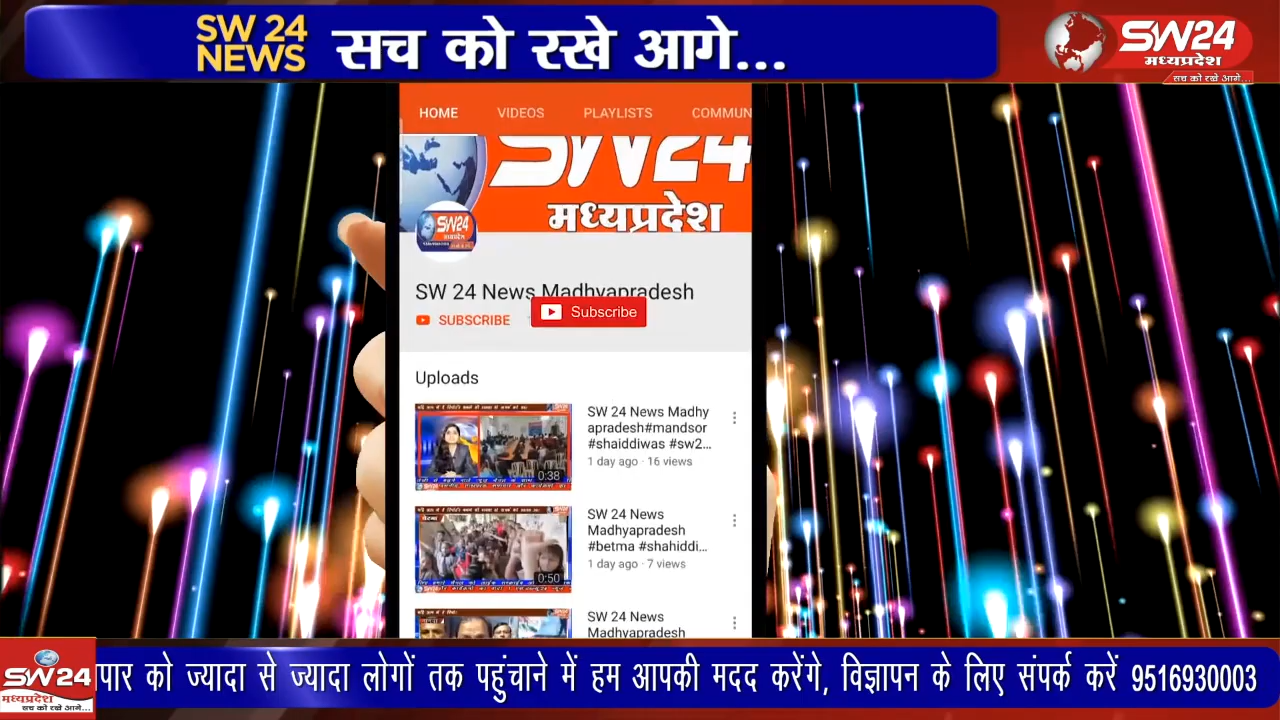 SW 24
NEWS
सच को रखे आगे...
SW24
मध्यप्रदेश
सच को रखे आगे...
HOME VIDEOS PLAYLISTS COMMUN
SW24
मध्यप्रदेश
SW24
SW 24 News Madhyapradesh
SUBSCRIBE
Subscribe
Uploads
SW 24 News Madhy
apradesh#mandsor
#shaiddiwas #sw2...
1 day ago · 16 views
0:38
SW 24 News
Madhyapradesh
#betma #shahiddi...
1 day ago · 7 views
0:50
SW 24 News
Madhyapradesh
SW24
मध्यप्रदेश
सच को रखे आगे...
पार को ज्यादा से ज्यादा लोगों तक पहुंचाने में हम आपकी मदद करेंगे, विज्ञापन के लिए संपर्क करें 9516930003